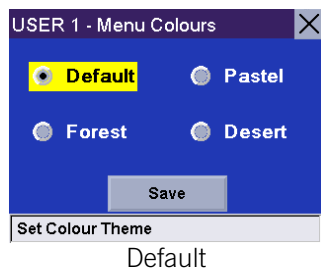 USER 1 - Menu Colours
Default Pastel
Forest Desert
Save
Set Colour Theme
Default